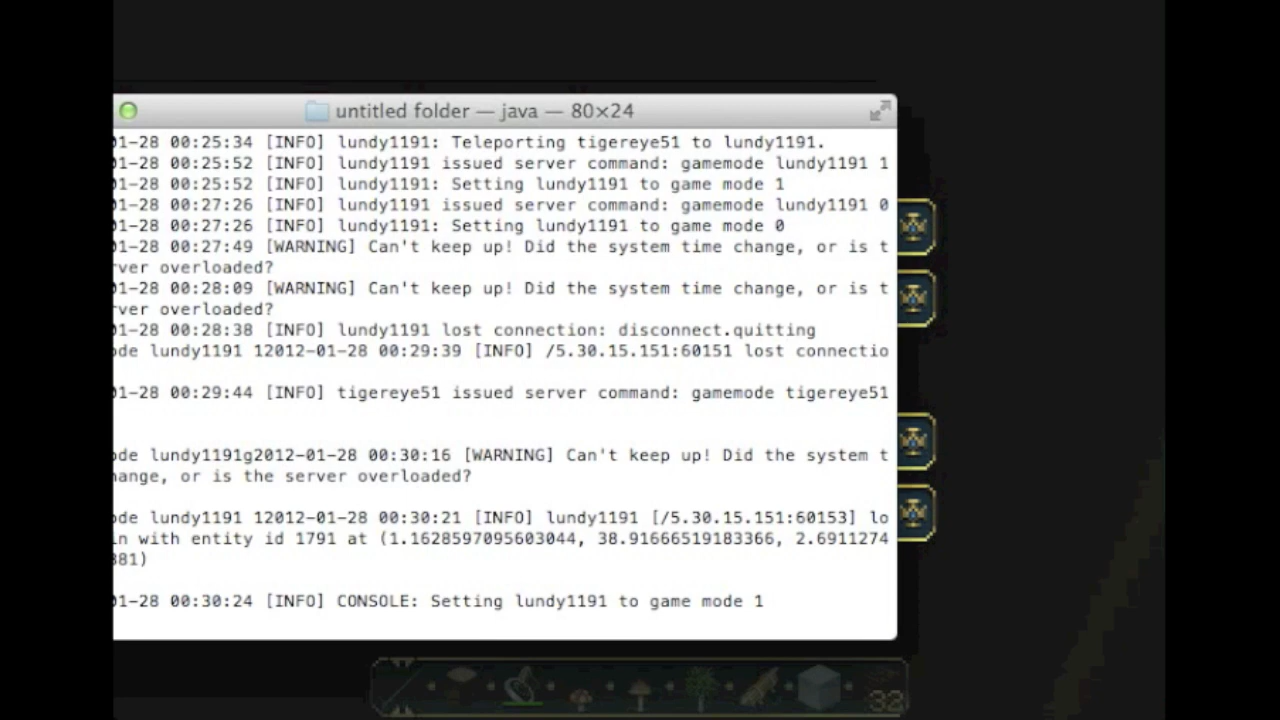 untitled folder — java — 80×24
01-28 00:25:34 [INFO] lundy1191: Teleporting tigereye51 to lundy1191.
01-28 00:25:52 [INFO] lundy1191 issued server command: gamemode lundy1191 1
01-28 00:25:52 [INFO] lundy1191: Setting lundy1191 to game mode 1
01-28 00:27:26 [INFO] lundy1191 issued server command: gamemode lundy1191 0
01-28 00:27:26 [INFO] lundy1191: Setting lundy1191 to game mode 0
01-28 00:27:49 [WARNING] Can't keep up! Did the system time change, or is t
rver overloaded?
01-28 00:28:09 [WARNING] Can't keep up! Did the system time change, or is t
rver overloaded?
01-28 00:28:38 [INFO] lundy1191 lost connection: disconnect.quitting
ode lundy1191 12012-01-28 00:29:39 [INFO] /5.30.15.151:60151 lost connectio
01-28 00:29:44 [INFO] tigereye51 issued server command: gamemode tigereye51
ode lundy1191g2012-01-28 00:30:16 [WARNING] Can't keep up! Did the system t
hange, or is the server overloaded?
ode lundy1191 12012-01-28 00:30:21 [INFO] lundy1191 [/5.30.15.151:60153] lo
in with entity id 1791 at (1.1628597095603044, 38.91666519183366, 2.6911274
381)
01-28 00:30:24 [INFO] CONSOLE: Setting lundy1191 to game mode 1
32